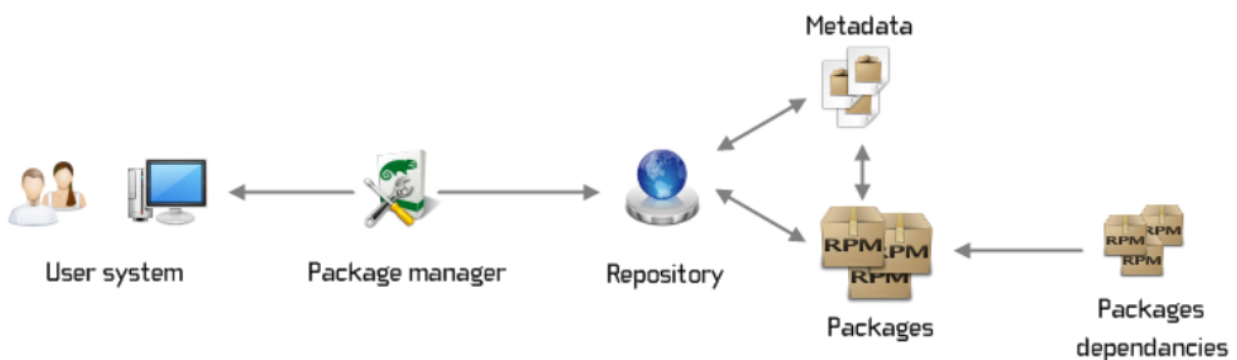 Metadata
User system
Package manager
Repository
RPM
RPM
RPM
Packages
RPM
RPM
RPM
Packages
dependancies